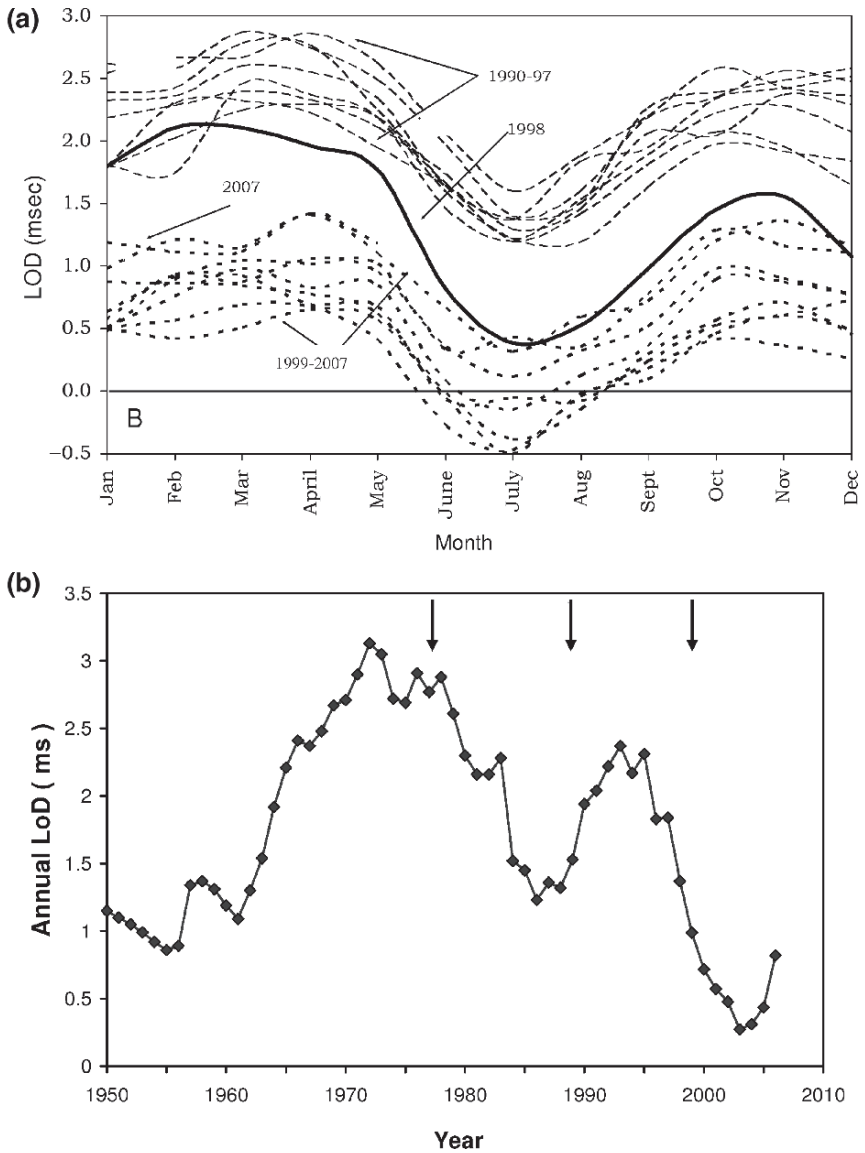 (a)
3.0
2.5
2.0
1.5
1.0
0.5
0.0
−0.5
LOD (msec)
1990-97
1998
2007
1999-2007
B
Jan
Feb
Mar
April
May
June
July
Aug
Sept
Oct
Nov
Dec
Month
(b)
3.5
3
2.5
2
1.5
1
0.5
0
Annual LoD ( ms )
1950
1960
1970
1980
1990
2000
2010
Year